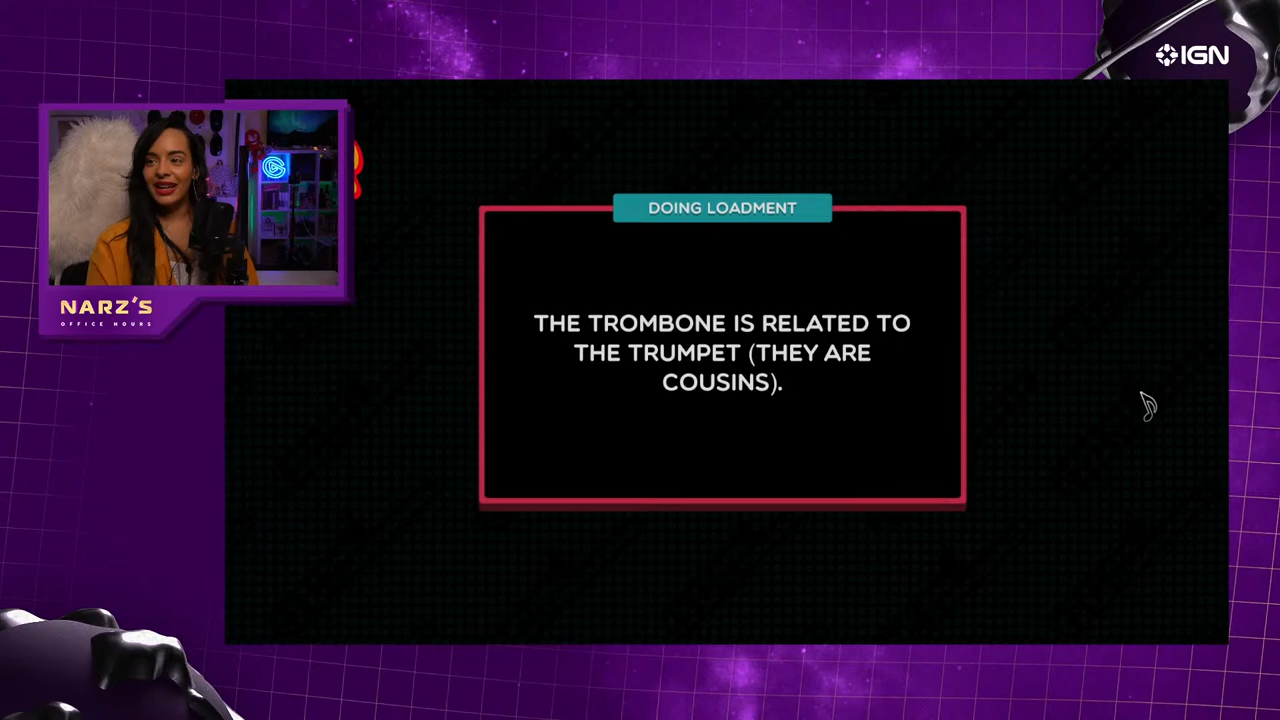 IGN
DOING LOADMENT
THE TROMBONE IS RELATED TO
THE TRUMPET (THEY ARE
COUSINS).
NARZ'S
OFFICE HOURS